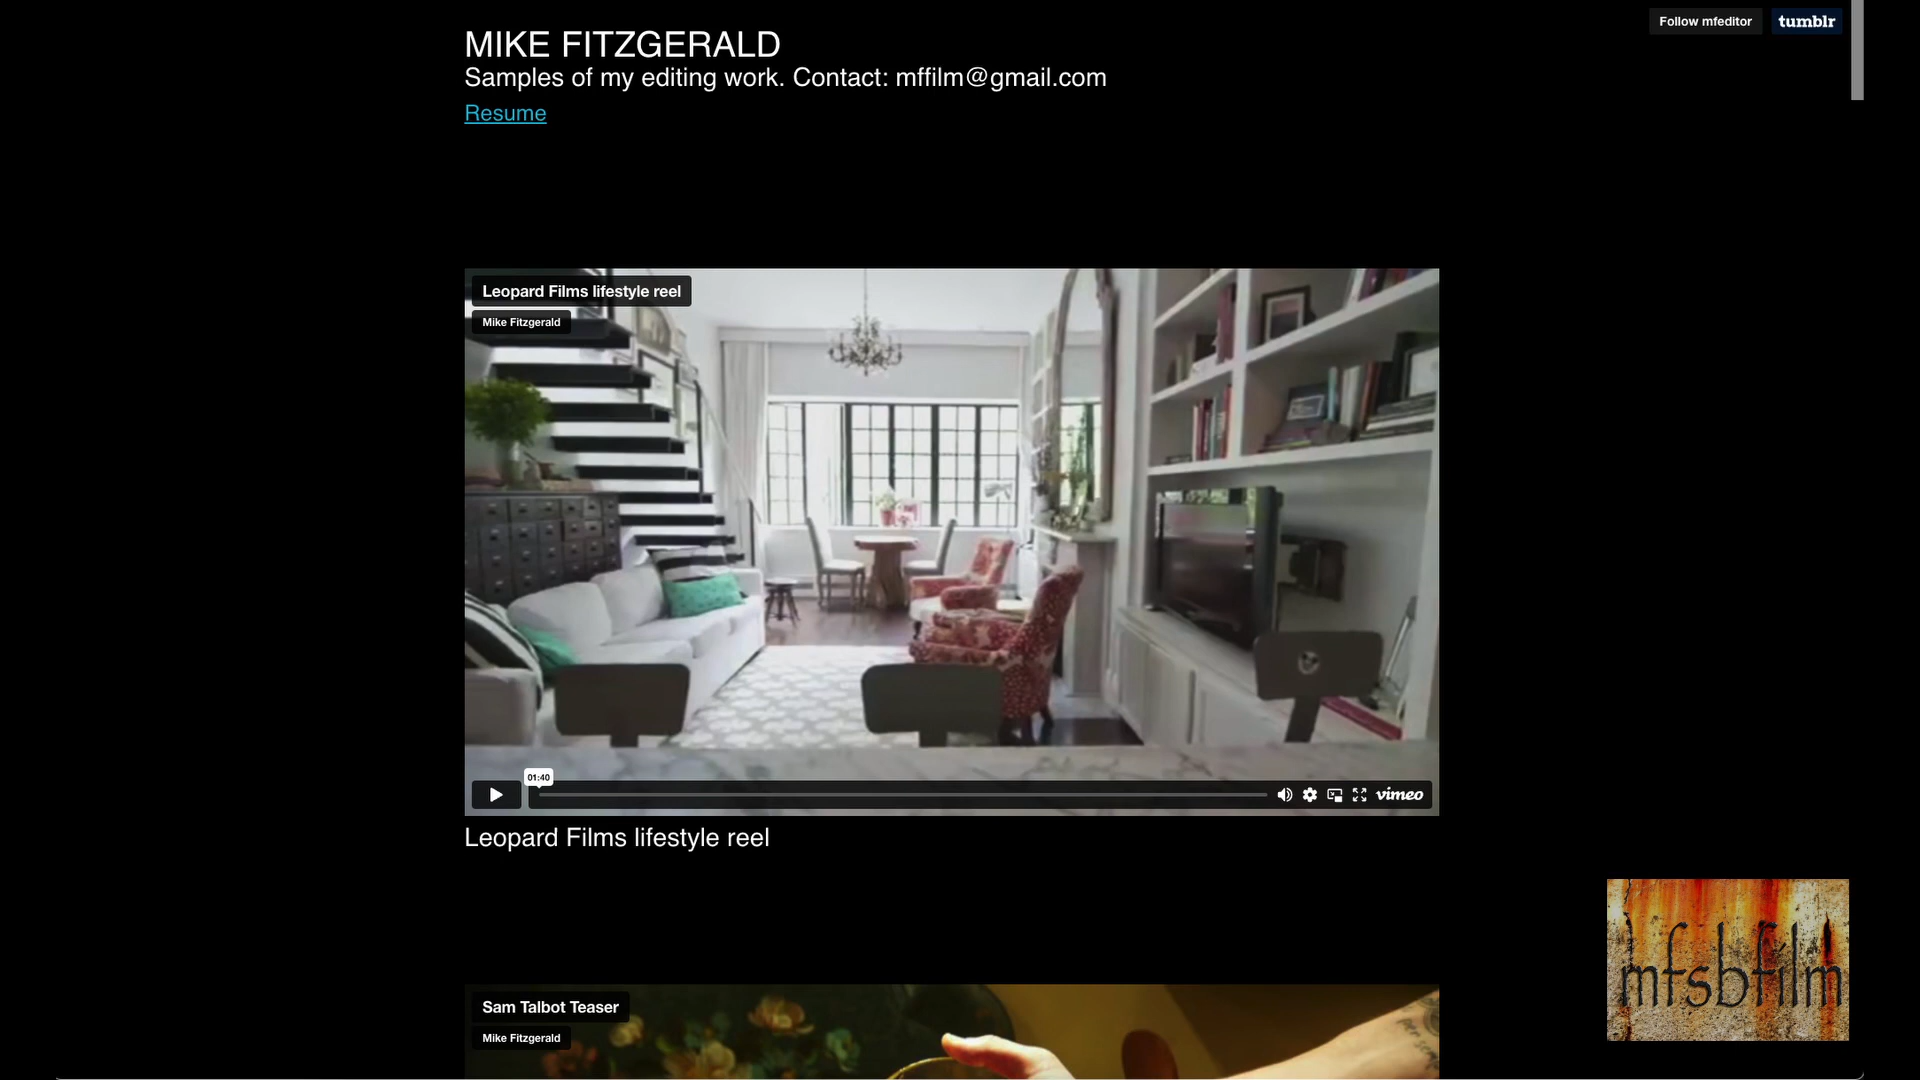 Follow mfeditor
tumblr
MIKE FITZGERALD
Samples of my editing work. Contact: mffilm@gmail.com
Resume
Leopard Films lifestyle reel
Mike Fitzgerald
01:40
vimeo
Leopard Films lifestyle reel
mfsbfilm
Sam Talbot Teaser
Mike Fitzgerald